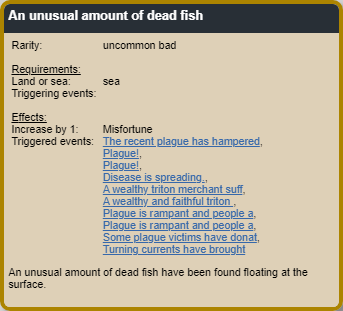 An unusual amount of dead fish
Rarity: uncommon bad
Requirements:
Land or sea: sea
Triggering events:
Effects:
Increase by 1: Misfortune
Triggered events: The recent plague has hampered,
Plague!,
Plague!,
Disease is spreading ,
A wealthy triton merchant suff,
A wealthy and faithful triton ,
Plague is rampant and people a,
Plague is rampant and people a,
Some plague victims have donat,
Turning currents have brought
An unusual amount of dead fish have been found floating at the
surface.